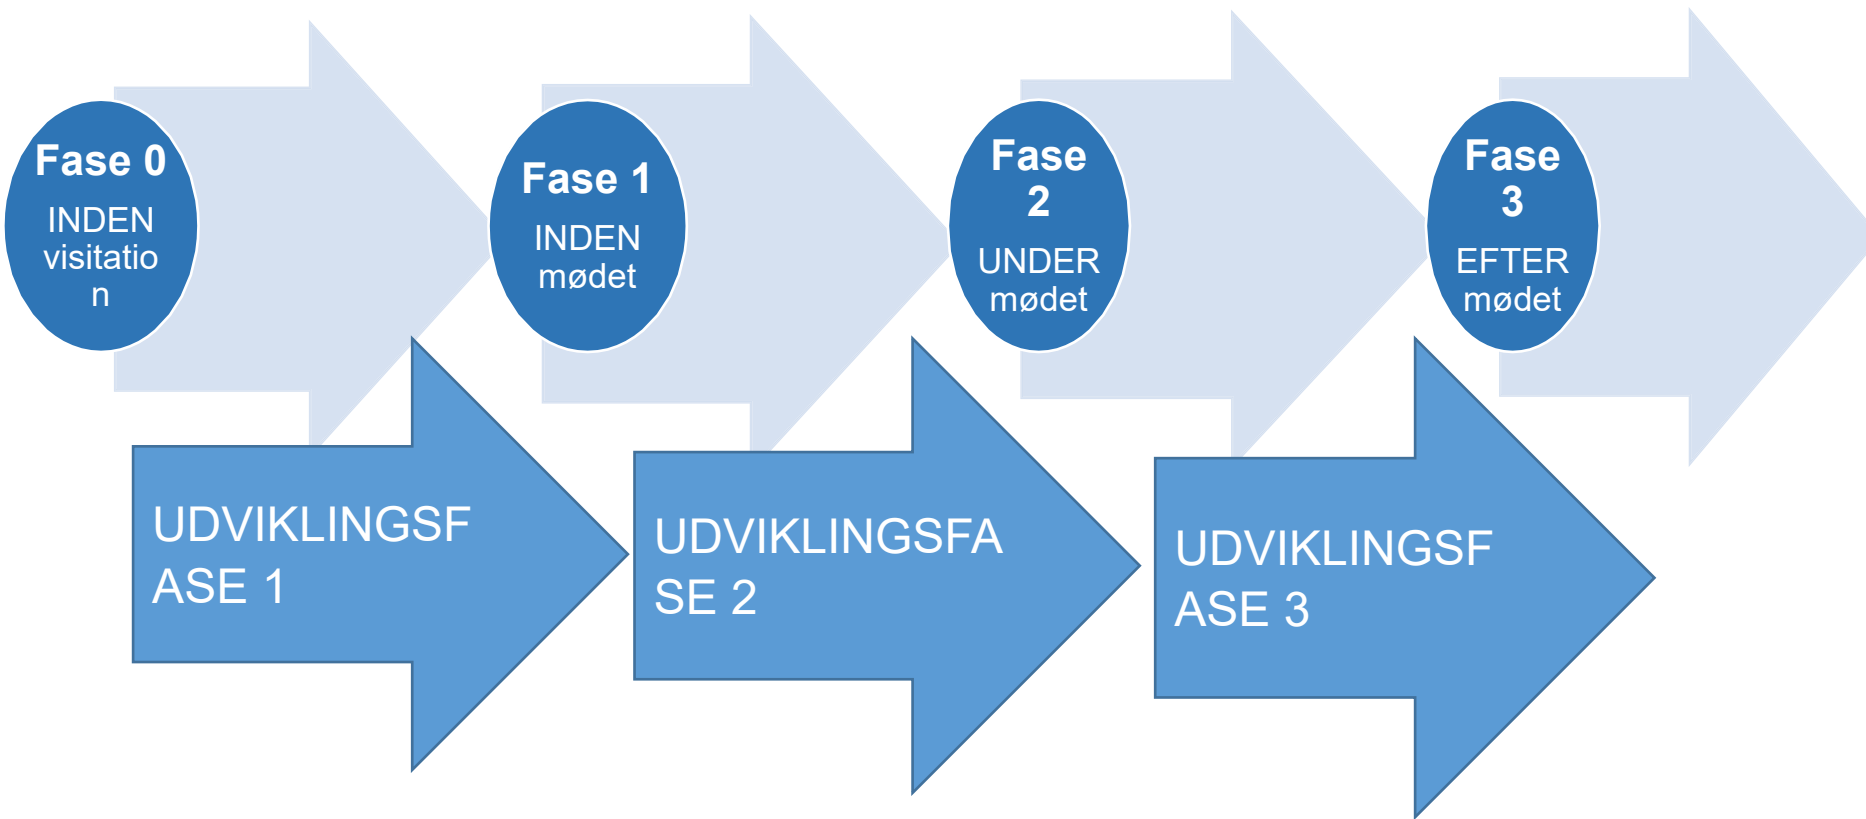 Fase 0
INDEN
visitatio
n
Fase 1
INDEN
mødet
Fase
2
UNDER
mødet
Fase
3
EFTER
mødet
UDVIKLINGSF
ASE 1
UDVIKLINGSFA
SE 2
UDVIKLINGSF
ASE 3